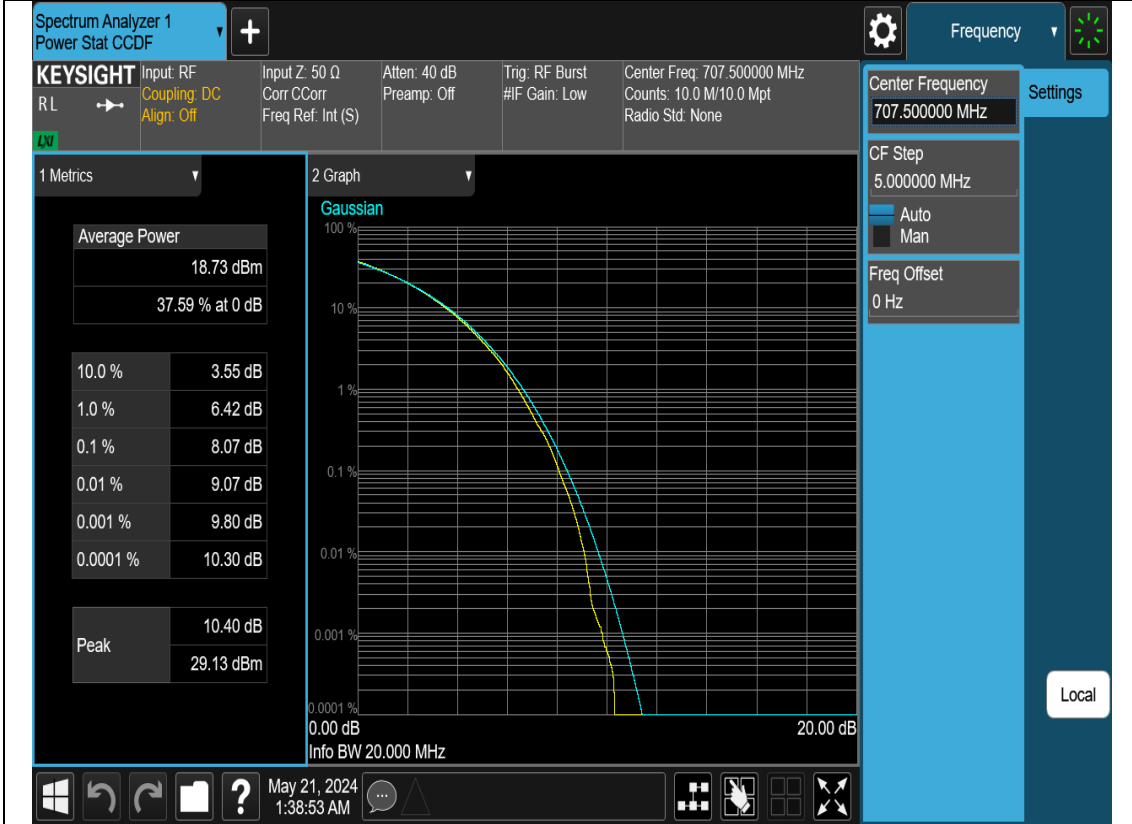 Spectrum Analyzer 1
Power Stat CCDF
Frequency
KEYSIGHT
RL
LXI
Input: RF
Coupling: DC
Align: Off
Input Z: 50 Ω
Corr CCorr
Freq Ref: Int (S)
Atten: 40 dB
Preamp: Off
Trig: RF Burst
#IF Gain: Low
Center Freq: 707.500000 MHz
Counts: 10.0 M/10.0 Mpt
Radio Std: None
Center Frequency
707.500000 MHz
Settings
CF Step
5.000000 MHz
Auto
Man
Freq Offset
0 Hz
1 Metrics
Average Power
18.73 dBm
37.59 % at 0 dB
10.0 % 3.55 dB
1.0 % 6.42 dB
0.1 % 8.07 dB
0.01 % 9.07 dB
0.001 % 9.80 dB
0.0001 % 10.30 dB
Peak
10.40 dB
29.13 dBm
2 Graph
Gaussian
100 %
10 %
1 %
0.1 %
0.01 %
0.001 %
0.0001 %
0.00 dB 20.00 dB
Info BW 20.000 MHz
Local
?
May 21, 2024
1:38:53 AM